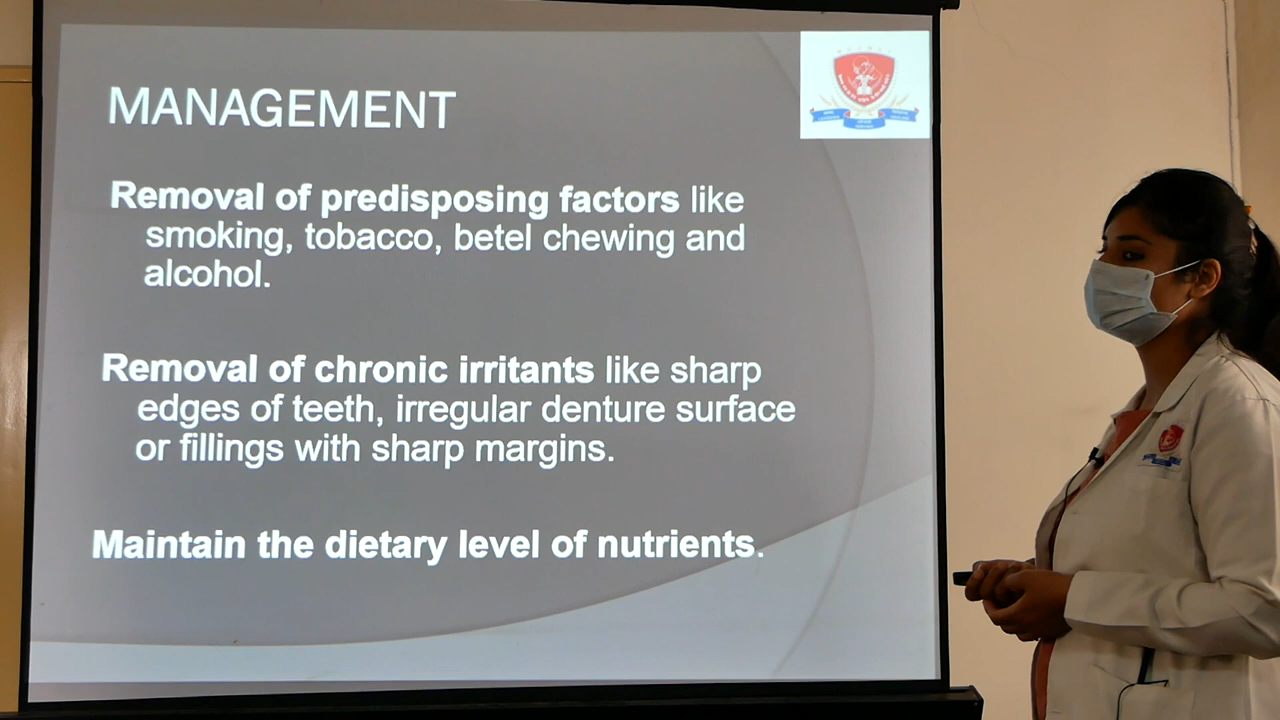 MANAGEMENT
Removal of predisposing factors like
smoking, tobacco, betel chewing and
alcohol.
Removal of chronic irritants like sharp
edges of teeth, irregular denture surface
or fillings with sharp margins.
Maintain the dietary level of nutrients.